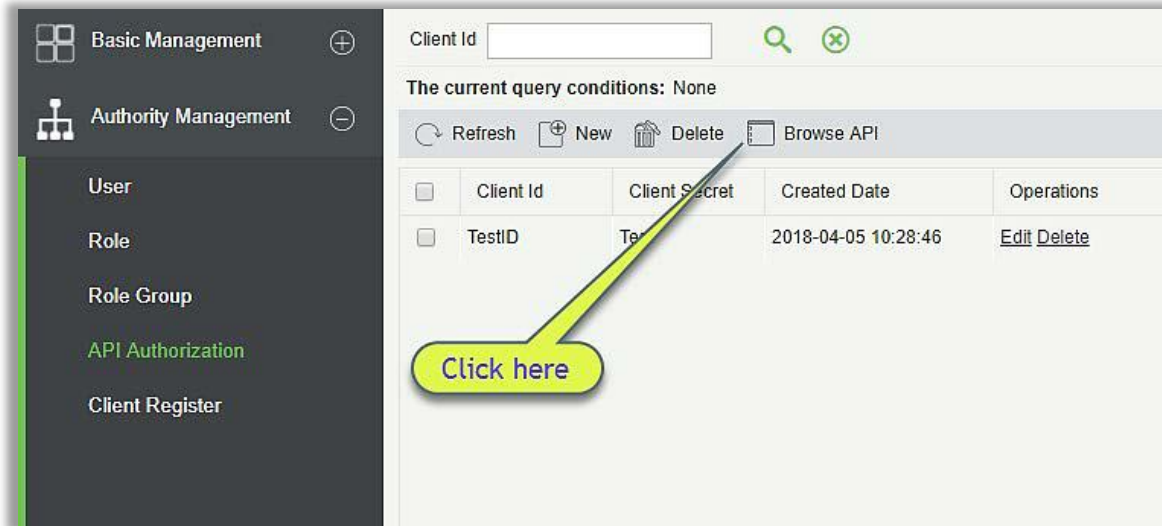 Basic Management
Authority Management
User
Role
Role Group
API Authorization
Client Register
Client Id
The current query conditions: None
Refresh New Delete Browse API
Client Id Client Secret Created Date Operations
TestID 2018-04-05 10:28:46 Edit Delete
Click here